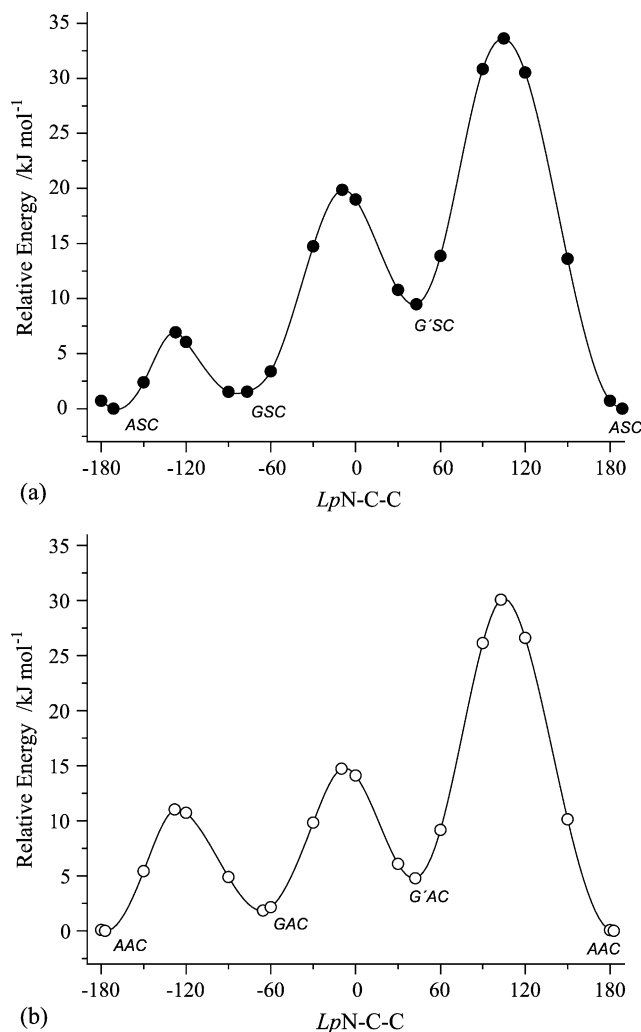 35
30
25
20
15
10
5
0
Relative Energy /kJ mol⁻¹
ASC
GSC
G´SC
ASC
-180 -120 -60 0 60 120 180
(a)
LpN-C-C
35
30
25
20
15
10
5
0
Relative Energy /kJ mol⁻¹
AAC
GAC
G´AC
AAC
-180 -120 -60 0 60 120 180
(b)
LpN-C-C